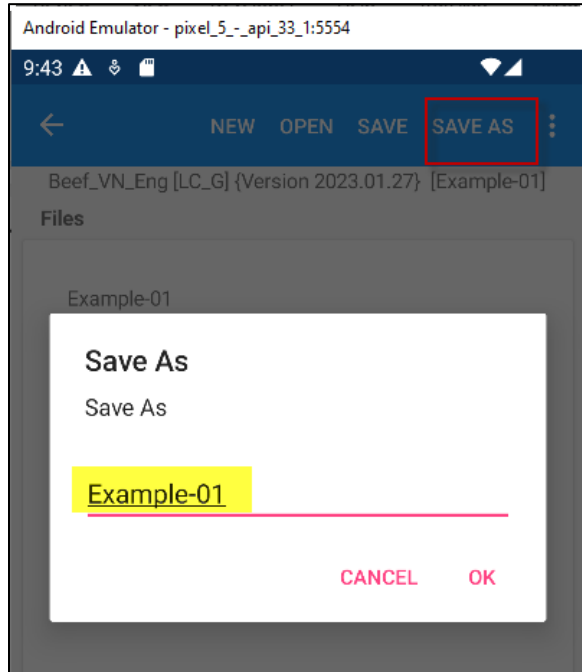 Android Emulator - pixel_5_-_api_33_1:5554
9:43
NEW OPEN SAVE SAVE AS
Beef_VN_Eng [LC_G] {Version 2023.01.27} [Example-01]
Files
Example-01
Save As
Save As
Example-01
CANCEL OK